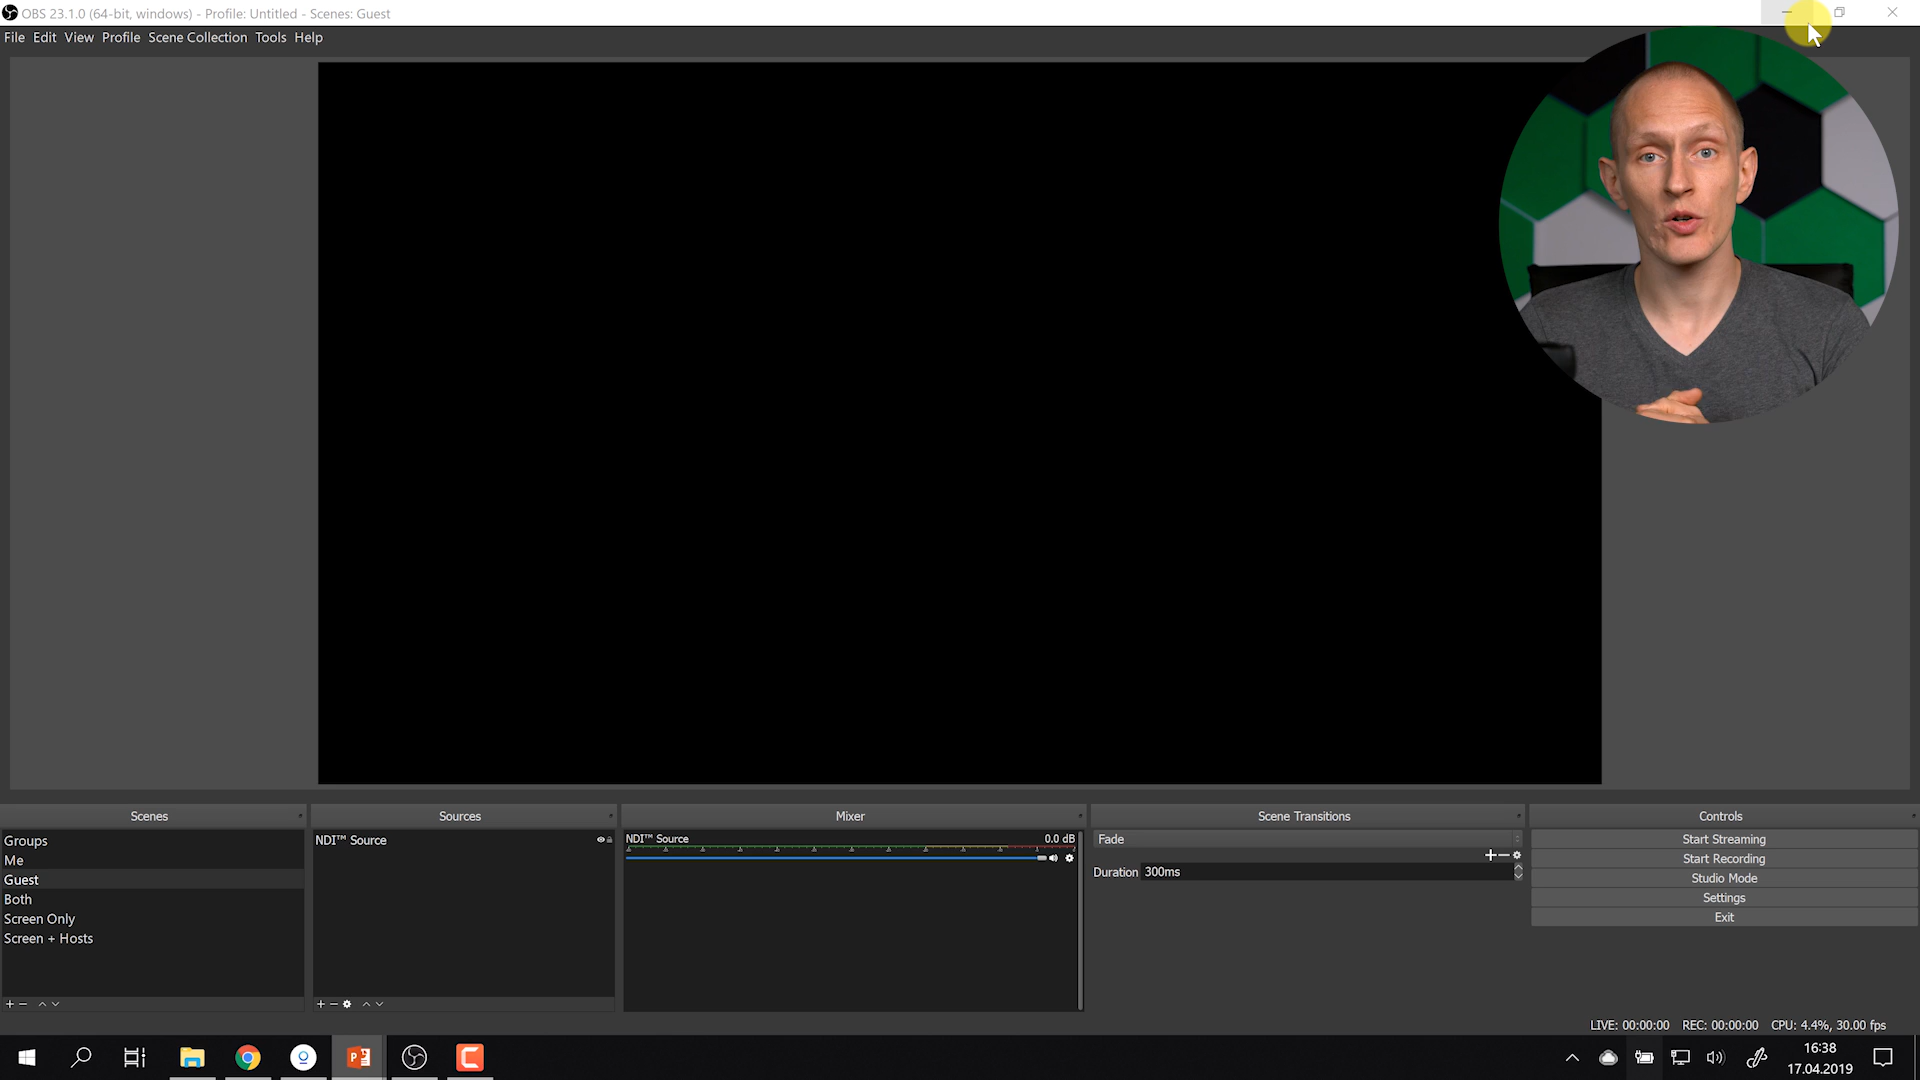 OBS 23.1.0 (64-bit, windows) - Profile: Untitled - Scenes: Guest
File Edit View Profile Scene Collection Tools Help
Scenes
Groups
Me
Guest
Both
Screen Only
Screen + Hosts
Sources
NDI™ Source
Mixer
NDI™ Source 0.0 dB
Scene Transitions
Fade
Duration 300ms
Controls
Start Streaming
Start Recording
Studio Mode
Settings
Exit
LIVE: 00:00:00 REC: 00:00:00 CPU: 4.4%, 30.00 fps
16:38
17.04.2019